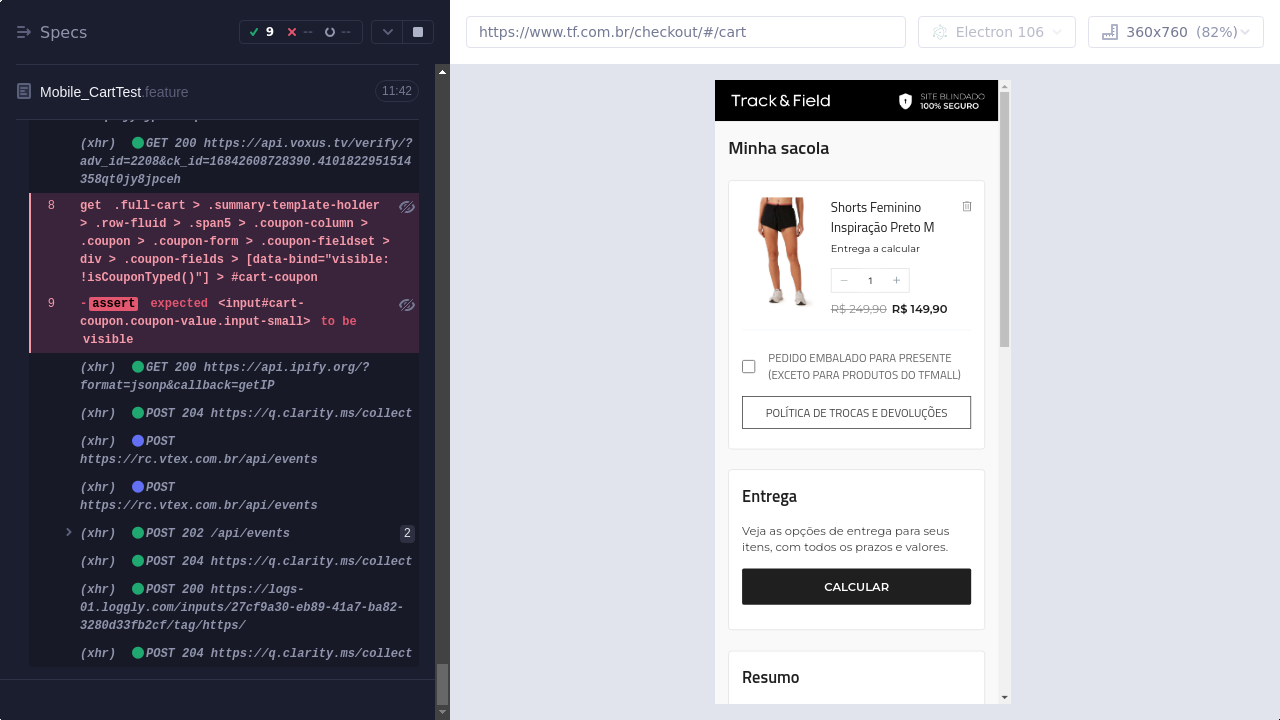 Specs
9
--
--
Mobile_CartTest.feature
11:42
(xhr) GET 200 https://api.voxus.tv/verify/?
adv_id=2208&ck_id=16842608728390.4101822951514
358qt0jy8jpceh
8 get .full-cart > .summary-template-holder
> .row-fluid > .span5 > .coupon-column >
.coupon > .coupon-form > .coupon-fieldset >
div > .coupon-fields > [data-bind="visible:
!isCouponTyped()"] > #cart-coupon
9 -assert expected <input#cart-
coupon.coupon-value.input-small> to be
visible
(xhr) GET 200 https://api.ipify.org/?
format=jsonp&callback=getIP
(xhr) POST 204 https://q.clarity.ms/collect
(xhr) POST
https://rc.vtex.com.br/api/events
(xhr) POST
https://rc.vtex.com.br/api/events
(xhr) POST 202 /api/events 2
(xhr) POST 204 https://q.clarity.ms/collect
(xhr) POST 200 https://logs-
01.loggly.com/inputs/27cf9a30-eb89-41a7-ba82-
3280d33fb2cf/tag/https/
(xhr) POST 204 https://q.clarity.ms/collect
https://www.tf.com.br/checkout/#/cart
Electron 106
360x760 (82%)
Track&Field
SITE BLINDADO
100% SEGURO
Minha sacola
Shorts Feminino
Inspiração Preto M
Entrega a calcular
− 1 +
R$ 249,90 R$ 149,90
PEDIDO EMBALADO PARA PRESENTE
(EXCETO PARA PRODUTOS DO TFMALL)
POLÍTICA DE TROCAS E DEVOLUÇÕES
Entrega
Veja as opções de entrega para seus
itens, com todos os prazos e valores.
CALCULAR
Resumo